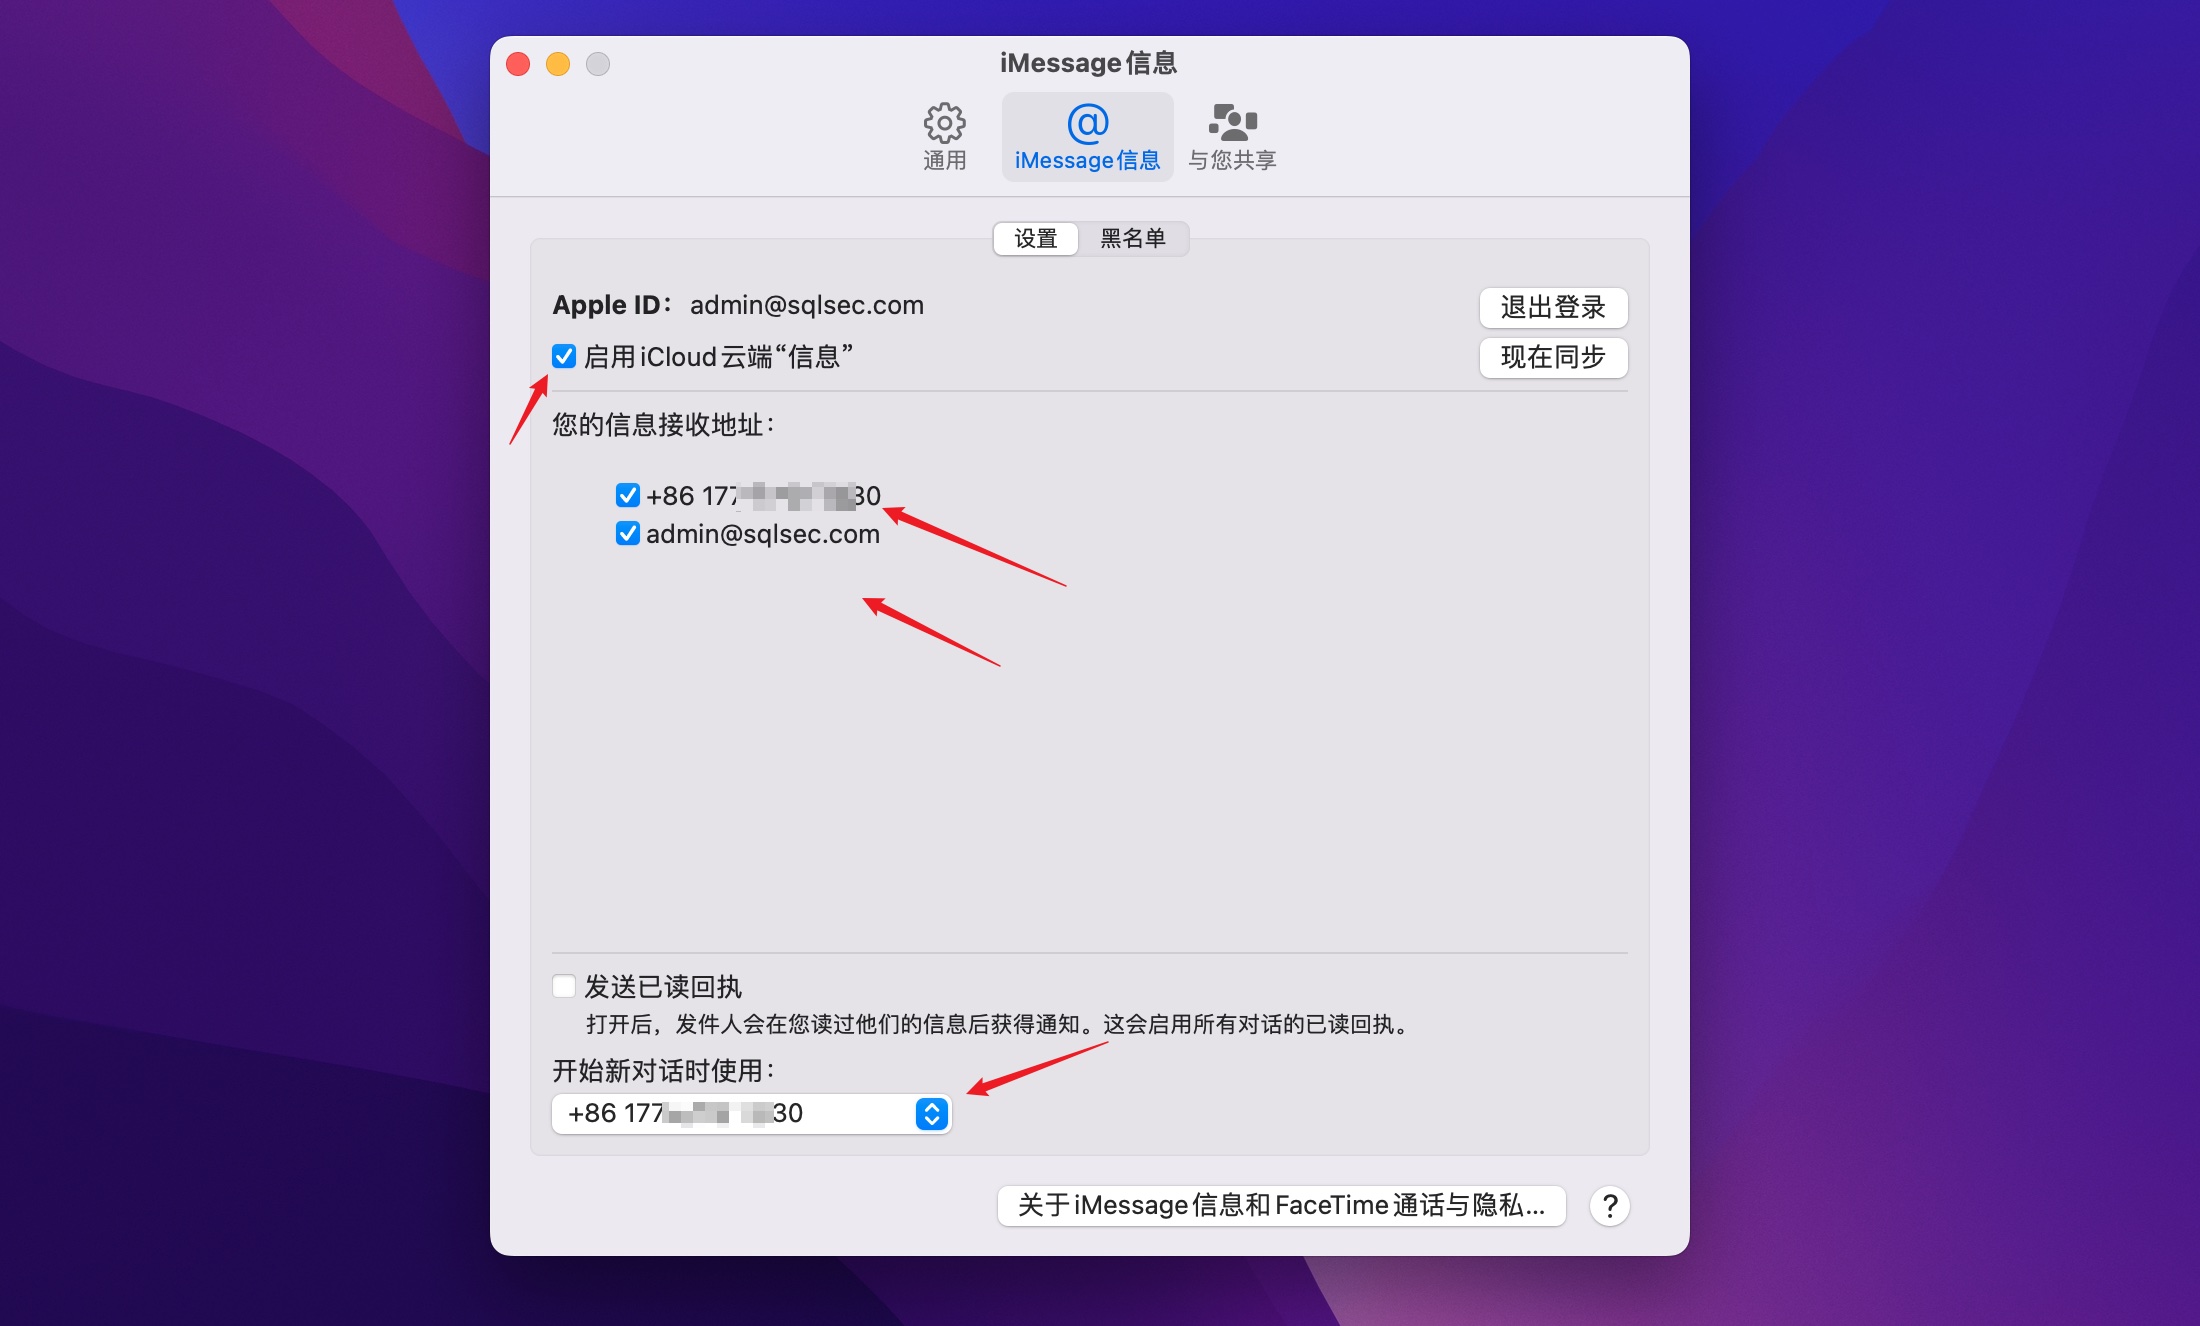 iMessage信息
通用
iMessage信息
与您共享
设置 黑名单
Apple ID： admin@sqlsec.com 退出登录
启用iCloud云端“信息” 现在同步
您的信息接收地址：
+86 177 30
admin@sqlsec.com
发送已读回执
打开后，发件人会在您读过他们的信息后获得通知。这会启用所有对话的已读回执。
开始新对话时使用：
+86 177 30
关于iMessage信息和FaceTime通话与隐私... ?